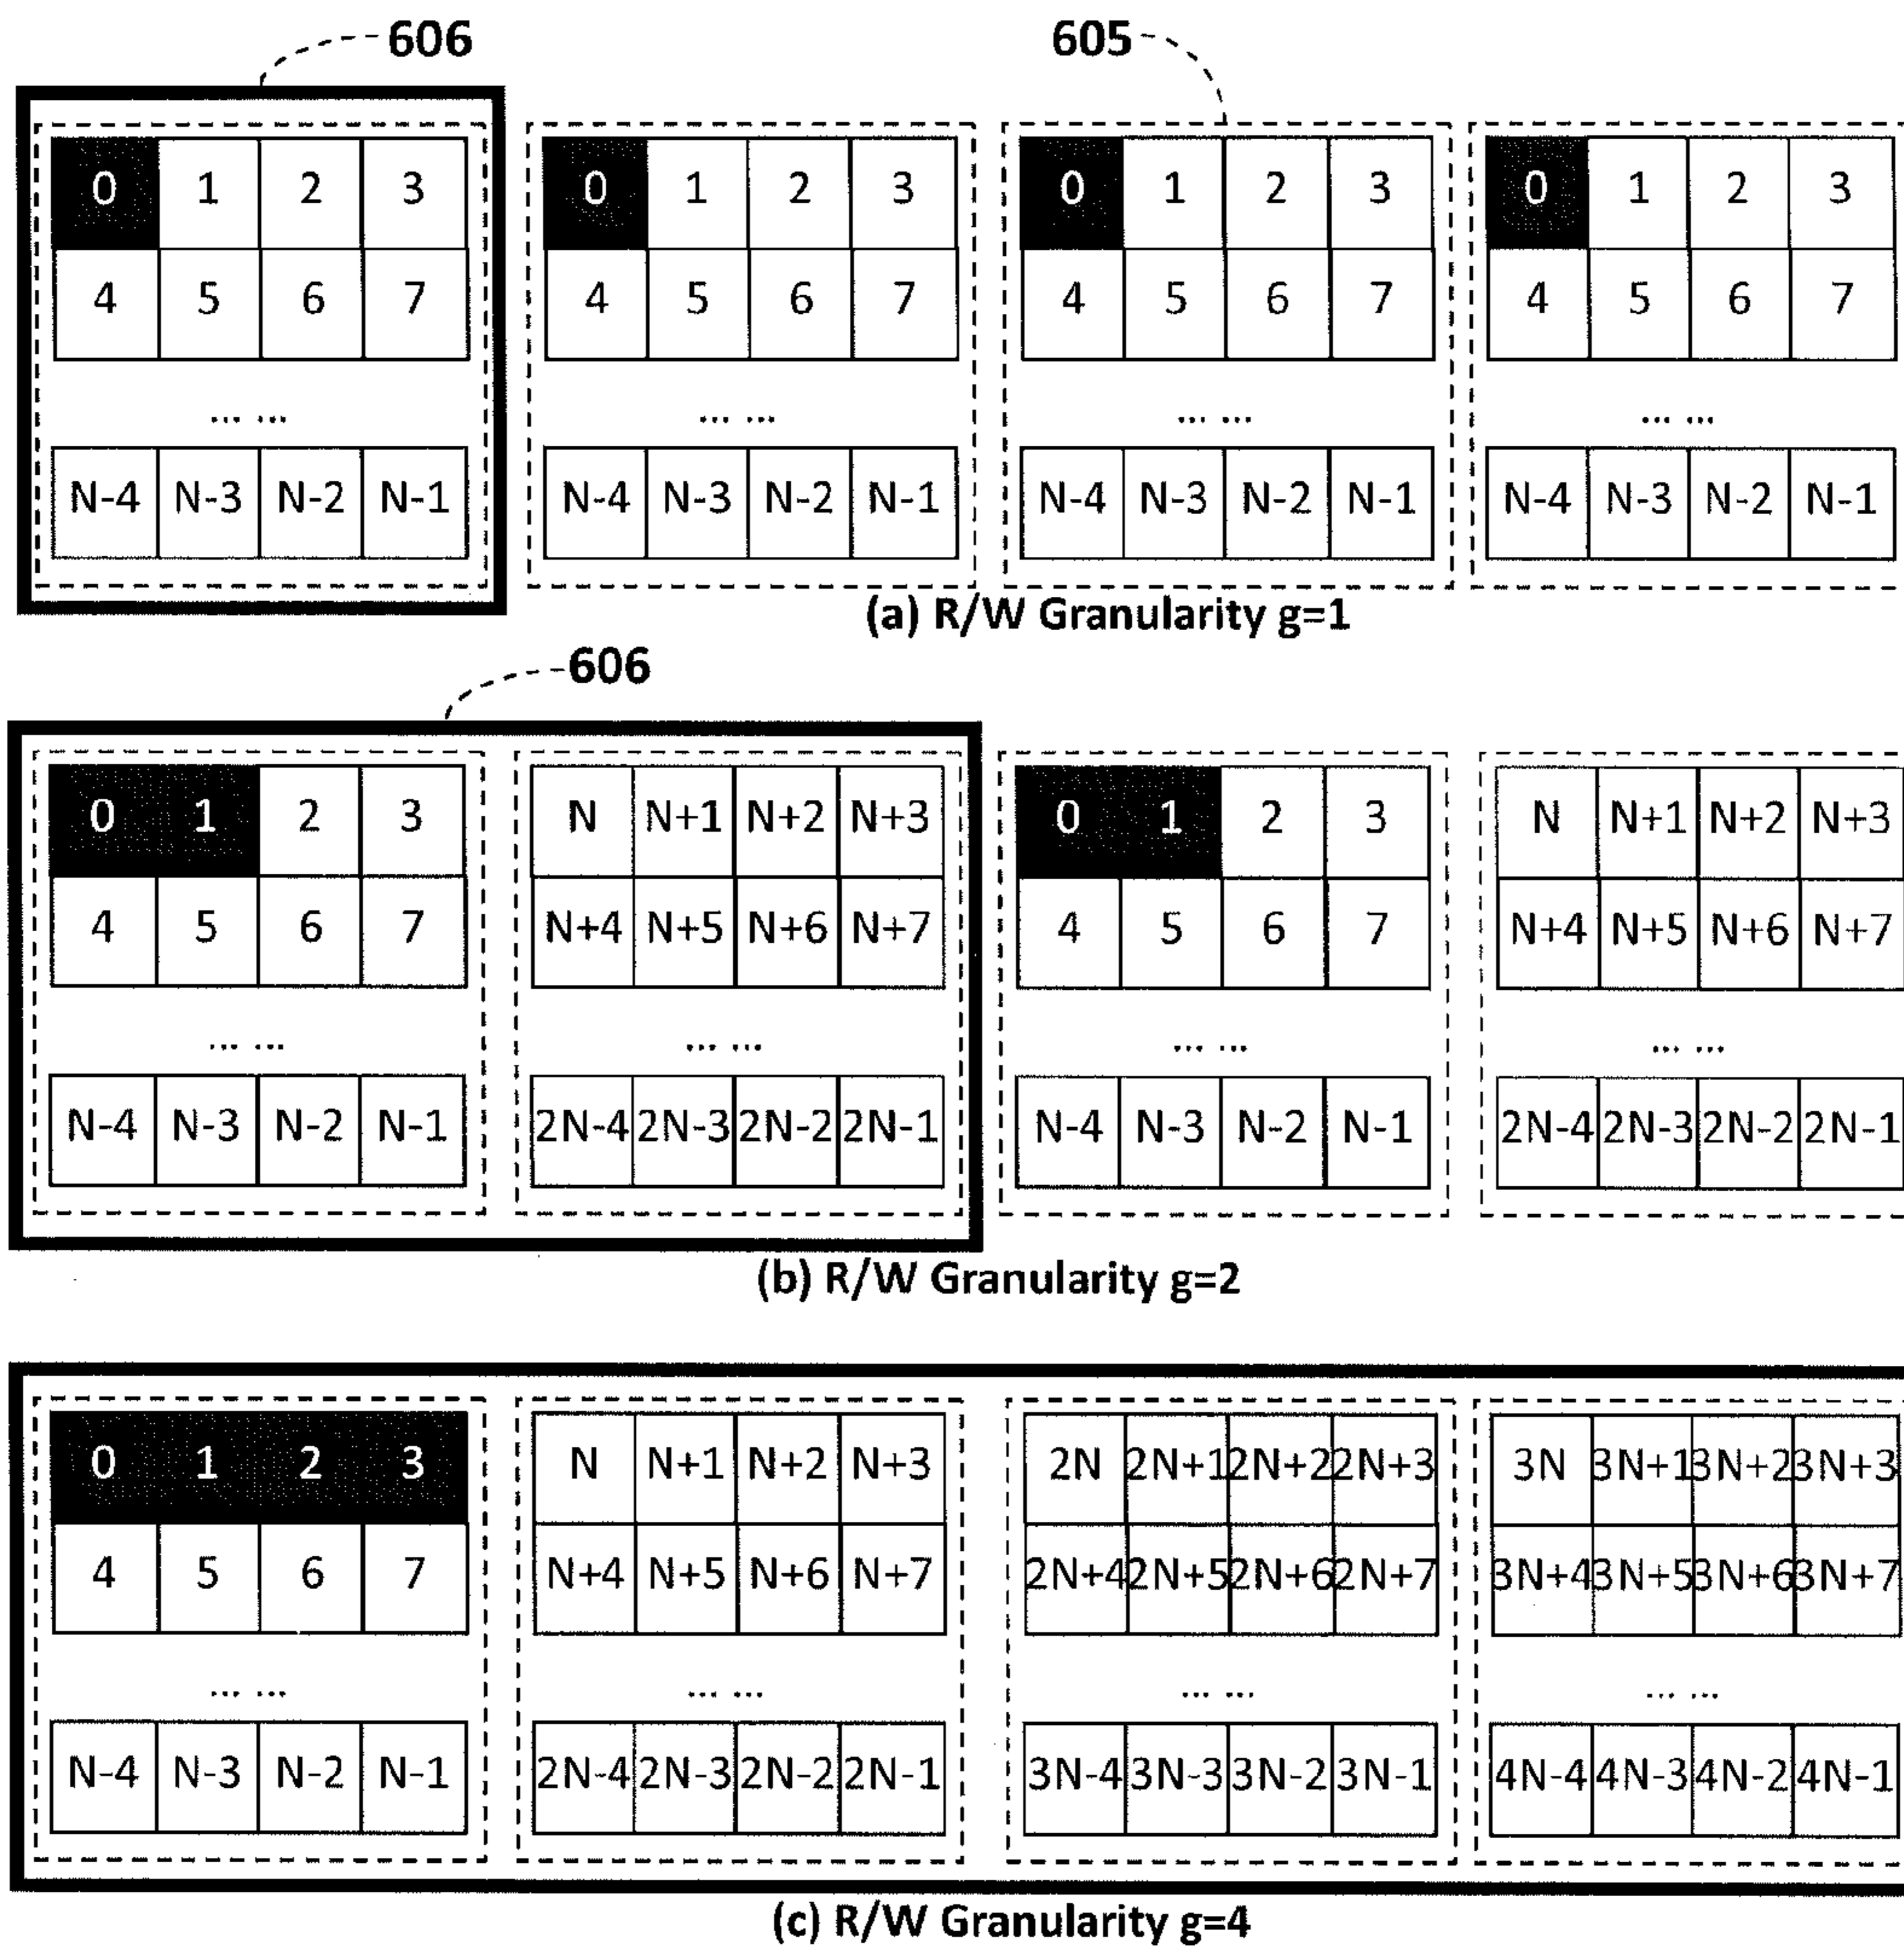 606 605
0 1 2 3 0 1 2 3 0 1 2 3 0 1 2 3
4 5 6 7 4 5 6 7 4 5 6 7 4 5 6 7
... ... ... ... ... ... ... ...
N-4 N-3 N-2 N-1 N-4 N-3 N-2 N-1 N-4 N-3 N-2 N-1 N-4 N-3 N-2 N-1
(a) R/W Granularity g=1
606
0 1 2 3 N N+1 N+2 N+3 0 1 2 3 N N+1 N+2 N+3
4 5 6 7 N+4 N+5 N+6 N+7 4 5 6 7 N+4 N+5 N+6 N+7
... ... ... ... ... ... ... ...
N-4 N-3 N-2 N-1 2N-4 2N-3 2N-2 2N-1 N-4 N-3 N-2 N-1 2N-4 2N-3 2N-2 2N-1
(b) R/W Granularity g=2
0 1 2 3 N N+1 N+2 N+3 2N 2N+1 2N+2 2N+3 3N 3N+1 3N+2 3N+3
4 5 6 7 N+4 N+5 N+6 N+7 2N+4 2N+5 2N+6 2N+7 3N+4 3N+5 3N+6 3N+7
... ... ... ... ... ... ... ...
N-4 N-3 N-2 N-1 2N-4 2N-3 2N-2 2N-1 3N-4 3N-3 3N-2 3N-1 4N-4 4N-3 4N-2 4N-1
(c) R/W Granularity g=4